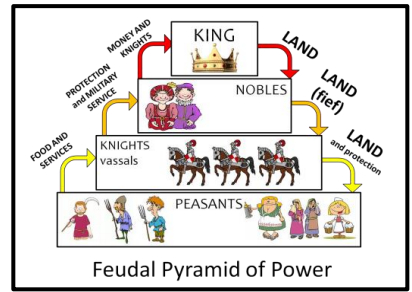 MONEY AND
KNIGHTS
KING
LAND
PROTECTION
and MILITARY
SERVICE
NOBLES
LAND
(fief)
FOOD AND
SERVICES
KNIGHTS
vassals
LAND
and protection
PEASANTS
Feudal Pyramid of Power